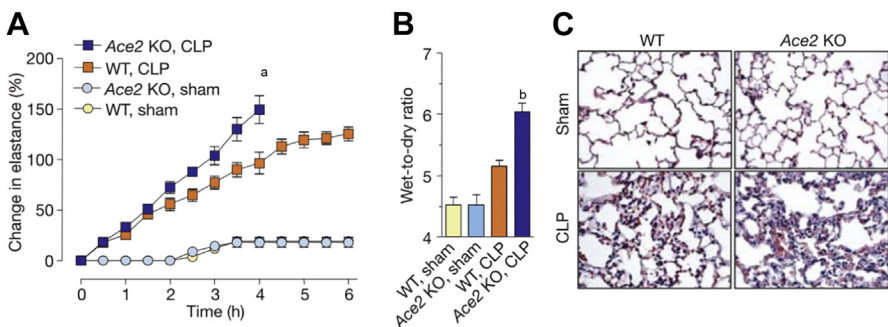 A
Ace2 KO, CLP
WT, CLP
Ace2 KO, sham
WT, sham
a
Change in elastance (%)
200
150
100
50
0
0 1 2 3 4 5 6
Time (h)
B
Wet-to-dry ratio
7
6
5
4
b
WT, sham
Ace2 KO, sham
WT, CLP
Ace2 KO, CLP
C
WT Ace2 KO
Sham
CLP